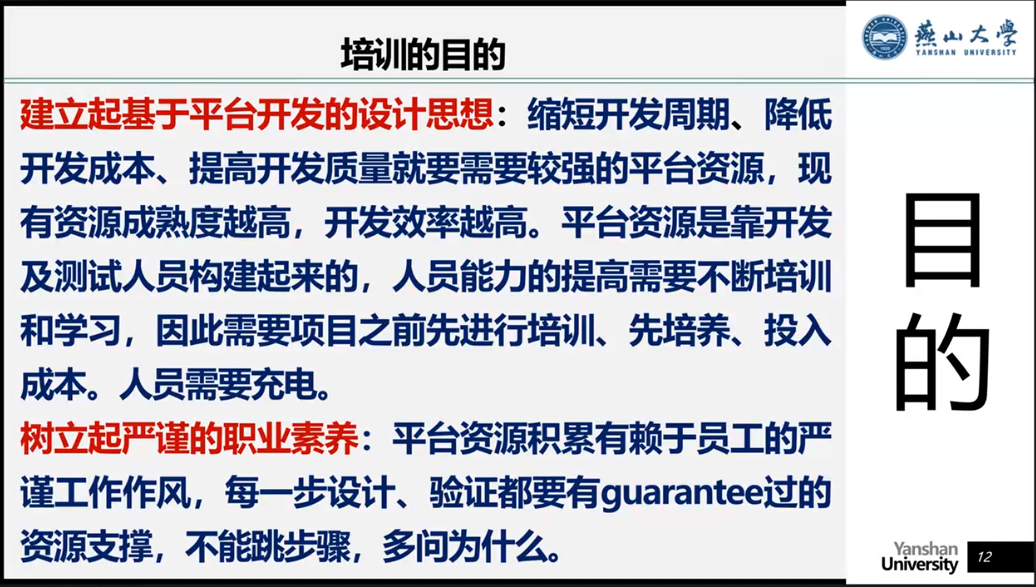 培训的目的
燕山大学
YANSHAN UNIVERSITY
建立起基于平台开发的设计思想：缩短开发周期、降低
开发成本、提高开发质量就要需要较强的平台资源，现
有资源成熟度越高，开发效率越高。平台资源是靠开发
及测试人员构建起来的，人员能力的提高需要不断培训
和学习，因此需要项目之前先进行培训、先培养、投入
成本。人员需要充电。
树立起严谨的职业素养：平台资源积累有赖于员工的严
谨工作作风，每一步设计、验证都要有guarantee过的
资源支撑，不能跳步骤，多问为什么。
目
的
Yanshan
University
12